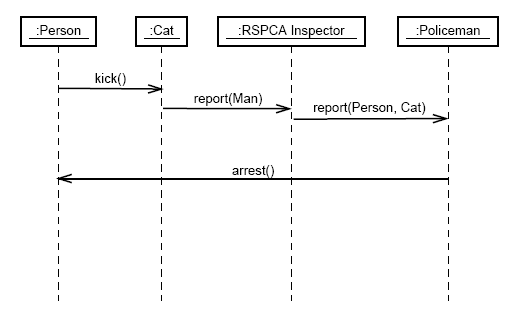 :Person
:Cat
:RSPCA Inspector
:Policeman
kick()
report(Man)
report(Person, Cat)
arrest()